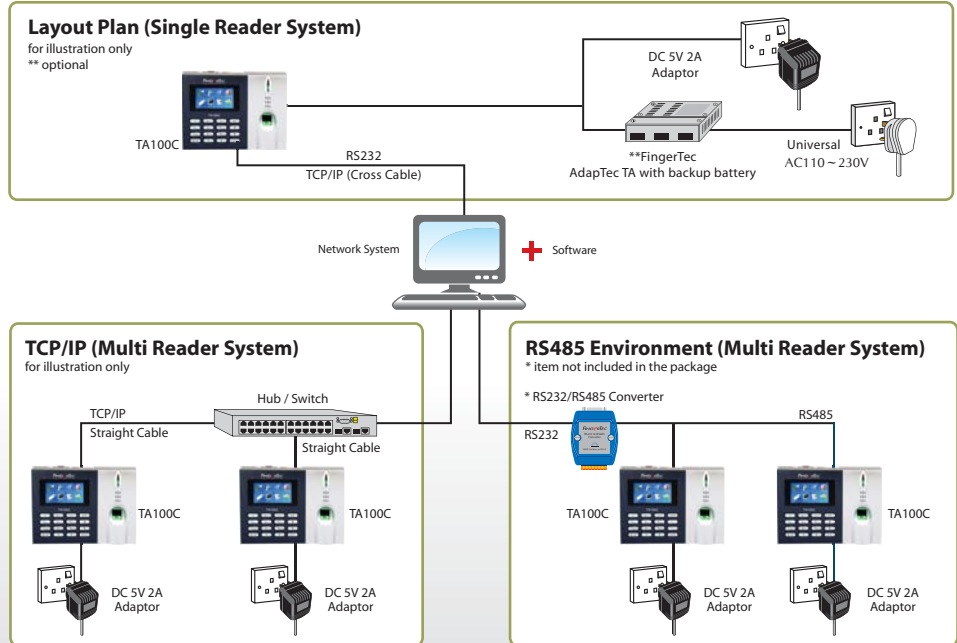 Layout Plan (Single Reader System)
for illustration only
** optional
TA100C
RS232
TCP/IP (Cross Cable)
DC 5V 2A
Adaptor
**FingerTec
AdapTec TA with backup battery
Universal
AC110 ~ 230V
Network System
Software
TCP/IP (Multi Reader System)
for illustration only
Hub / Switch
TCP/IP
Straight Cable
Straight Cable
TA100C
TA100C
DC 5V 2A
Adaptor
DC 5V 2A
Adaptor
RS485 Environment (Multi Reader System)
* item not included in the package
* RS232/RS485 Converter
RS232
RS485
TA100C
TA100C
DC 5V 2A
Adaptor
DC 5V 2A
Adaptor